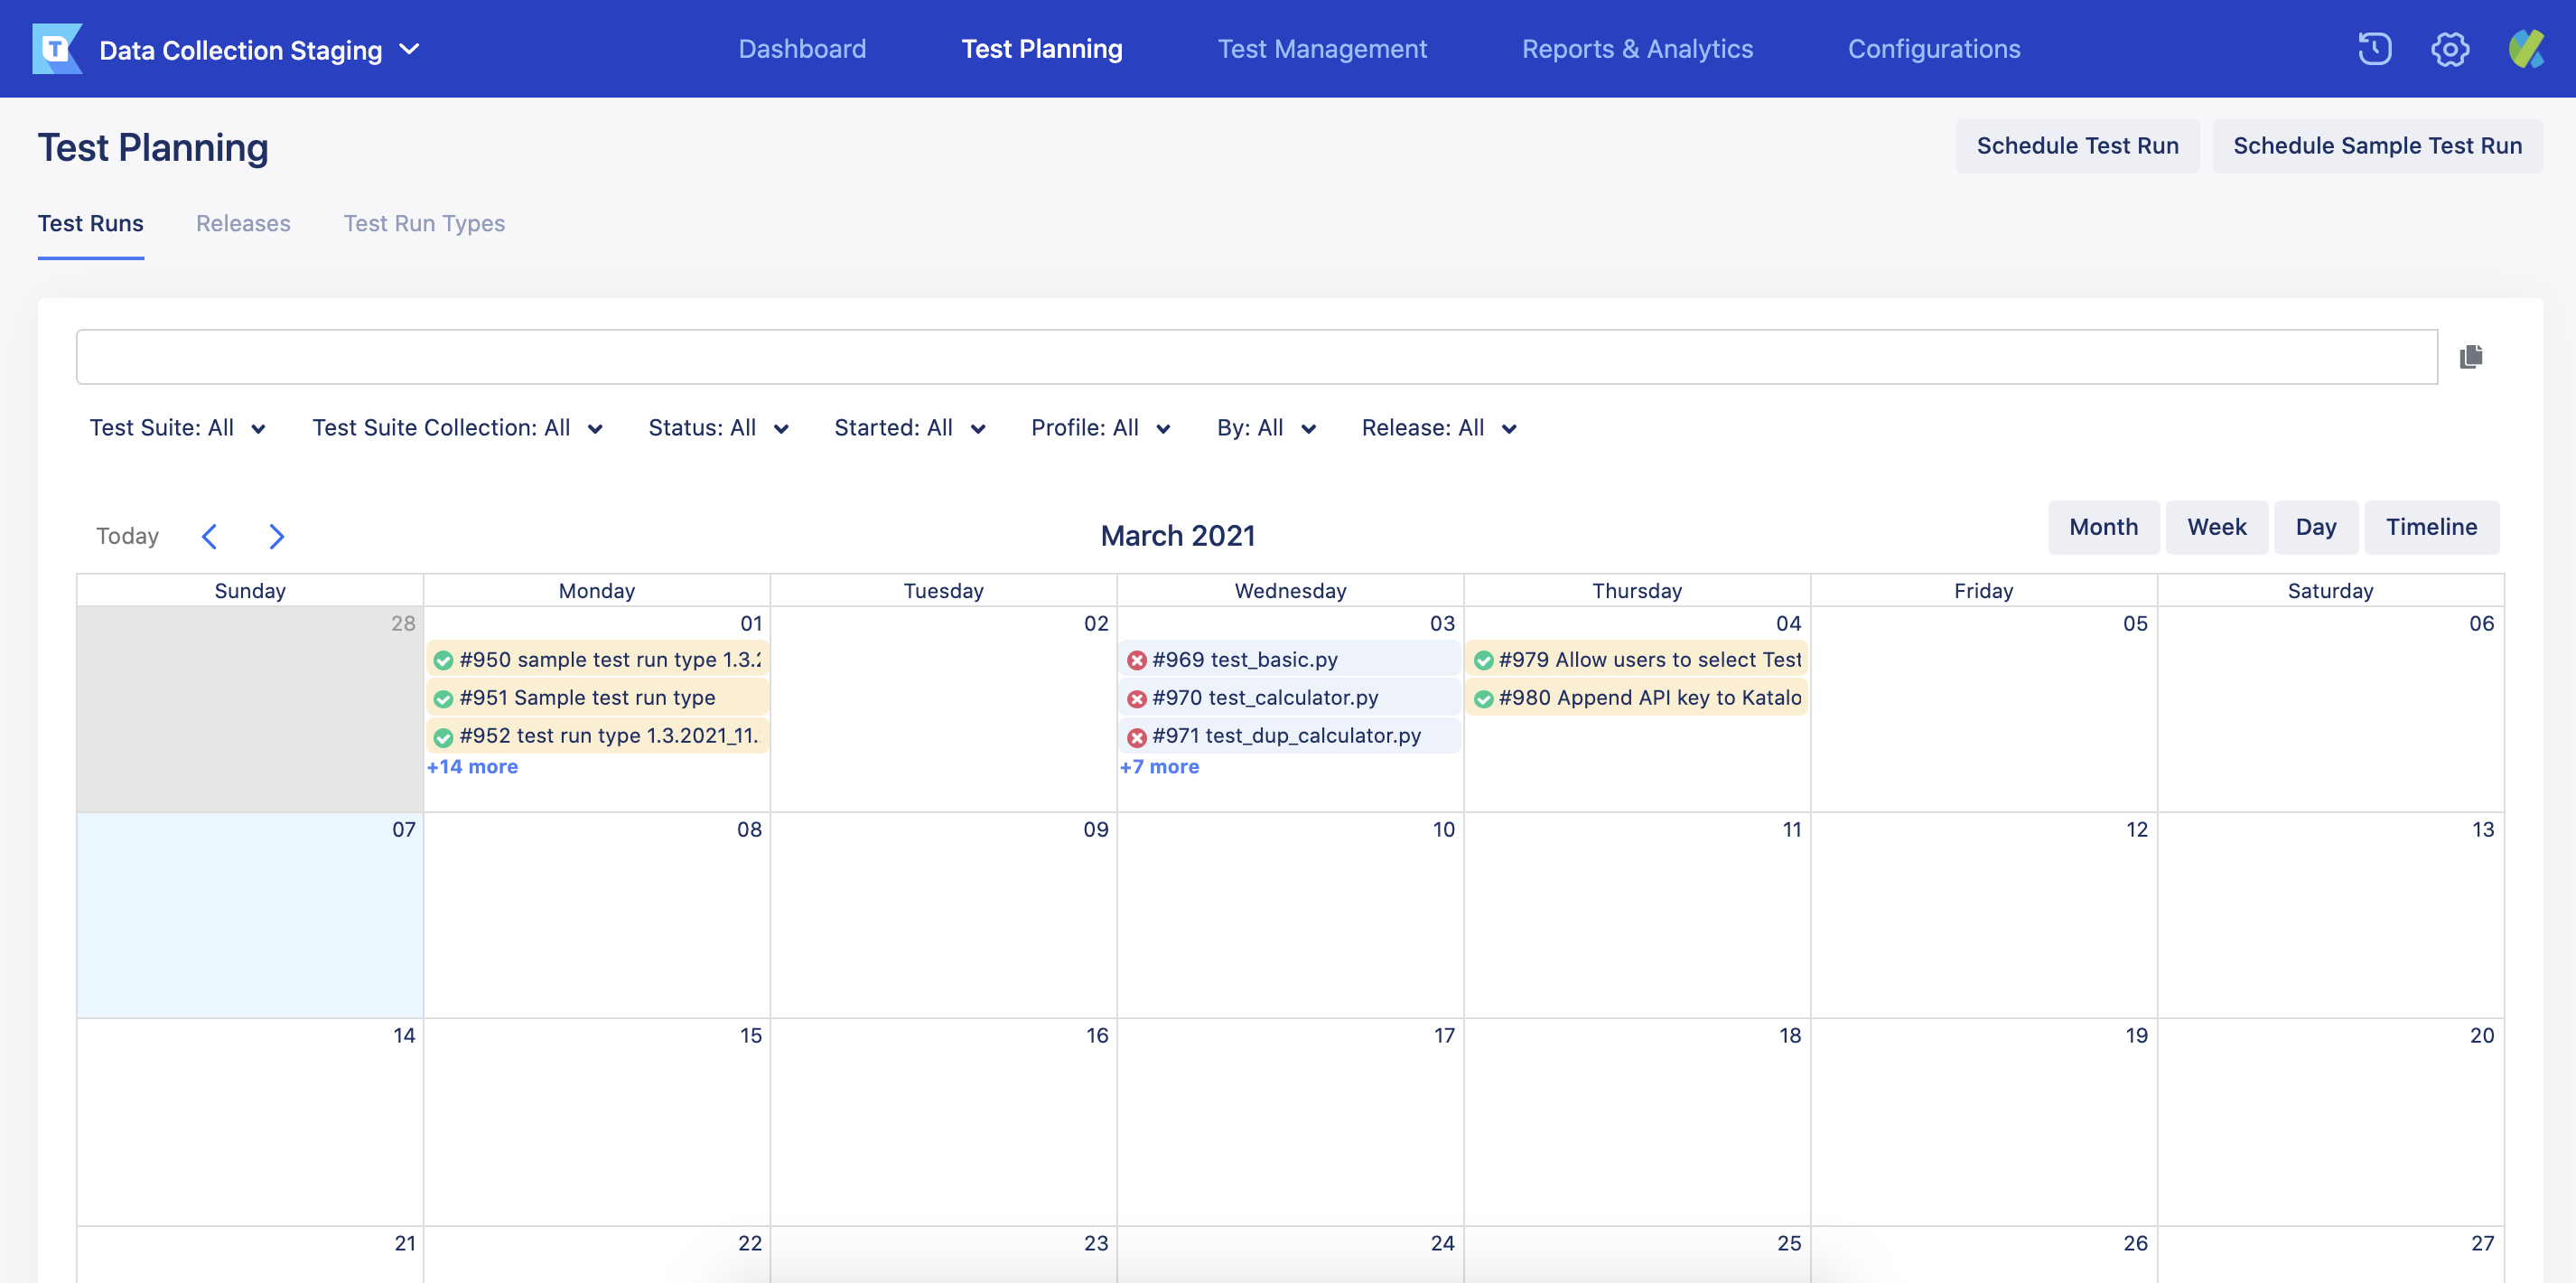 T Data Collection Staging Dashboard Test Planning Test Management Reports & Analytics Configurations
Test Planning Schedule Test Run Schedule Sample Test Run
Test Runs Releases Test Run Types
Test Suite: All Test Suite Collection: All Status: All Started: All Profile: All By: All Release: All
Today March 2021 Month Week Day Timeline
Sunday Monday Tuesday Wednesday Thursday Friday Saturday
28 01 02 03 04 05 06
#950 sample test run type 1.3. #969 test_basic.py #979 Allow users to select Test
#951 Sample test run type #970 test_calculator.py #980 Append API key to Katalo
#952 test run type 1.3.2021_11. #971 test_dup_calculator.py
+14 more +7 more
07 08 09 10 11 12 13
14 15 16 17 18 19 20
21 22 23 24 25 26 27